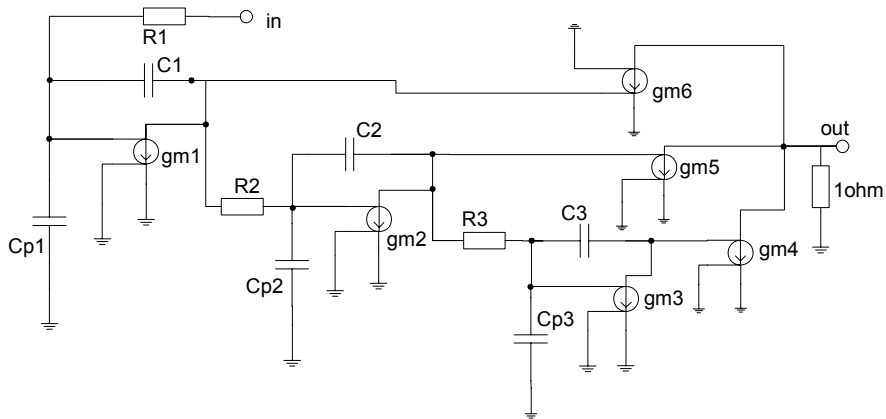 in
R1
C1
gm6
out
gm1
C2
gm5
1ohm
R2
R3
C3
Cp1
gm2
gm4
Cp2
gm3
Cp3